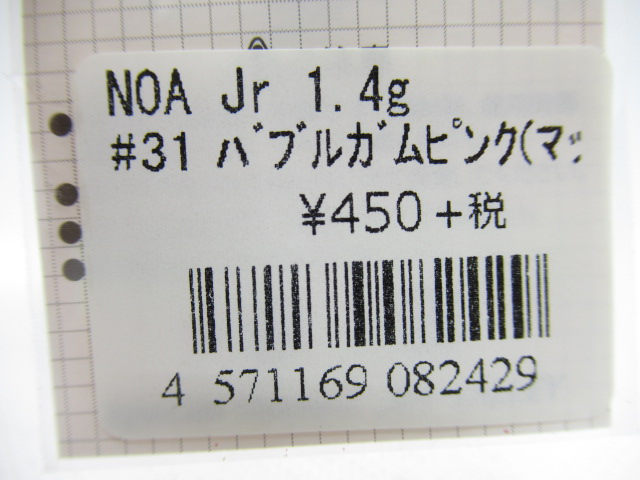 NOA Jr 1.4g
#31 ﾊﾞブルガムピンク(マッ
¥450+税
4 571169 082429